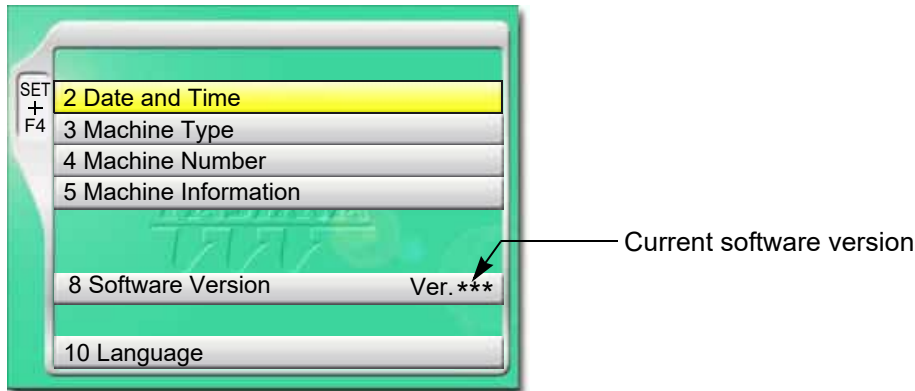 SET
+
F4
2 Date and Time
3 Machine Type
4 Machine Number
5 Machine Information
8 Software Version Ver.***
Current software version
10 Language